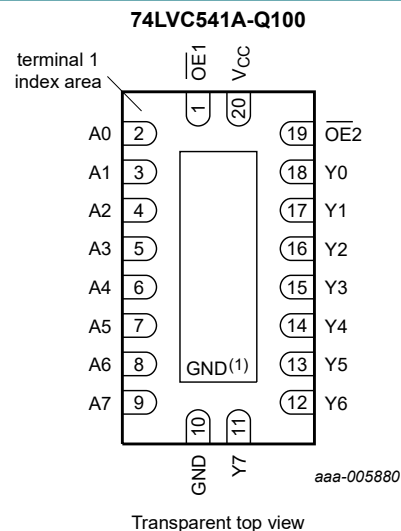 74LVC541A-Q100
terminal 1
index area
OE1
VCC
1
20
A0 2 19 OE2
A1 3 18 Y0
A2 4 17 Y1
A3 5 16 Y2
A4 6 15 Y3
A5 7 14 Y4
A6 8 GND(1) 13 Y5
A7 9 12 Y6
10
11
GND
Y7
aaa-005880
Transparent top view